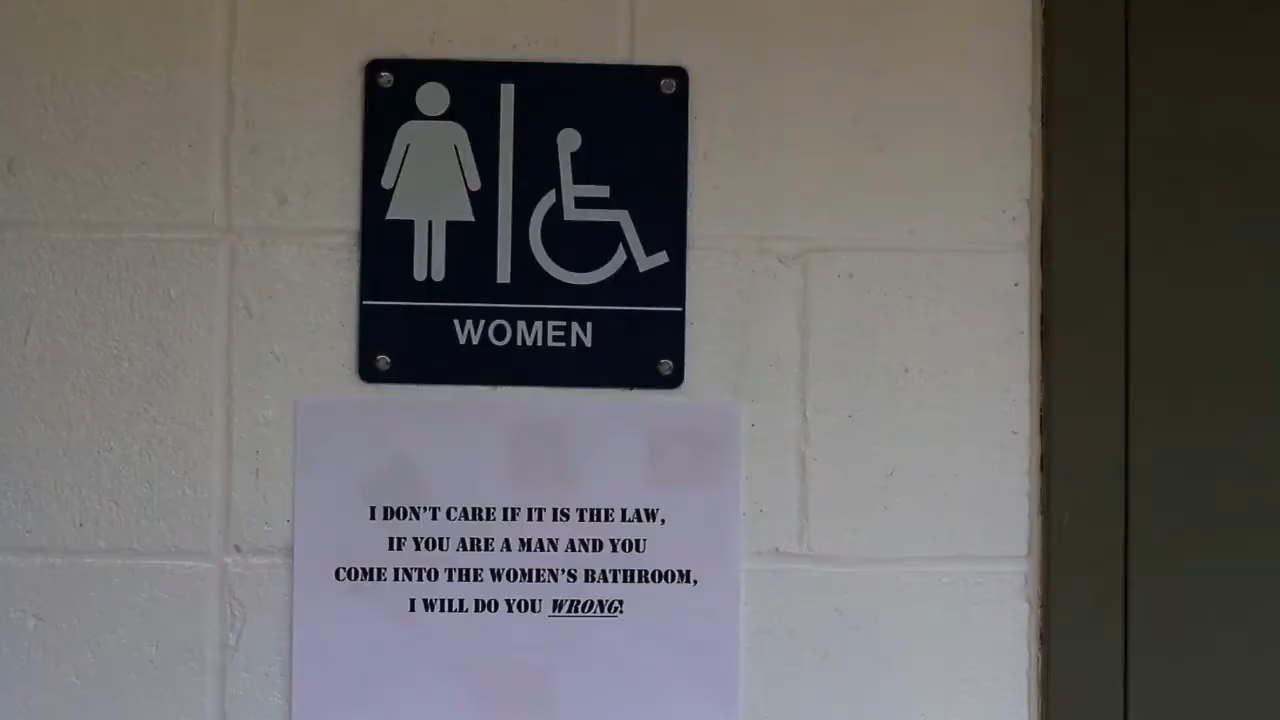 WOMEN
I DON'T CARE IF IT IS THE LAW,
IF YOU ARE A MAN AND YOU
COME INTO THE WOMEN'S BATHROOM,
I WILL DO YOU WRONG!